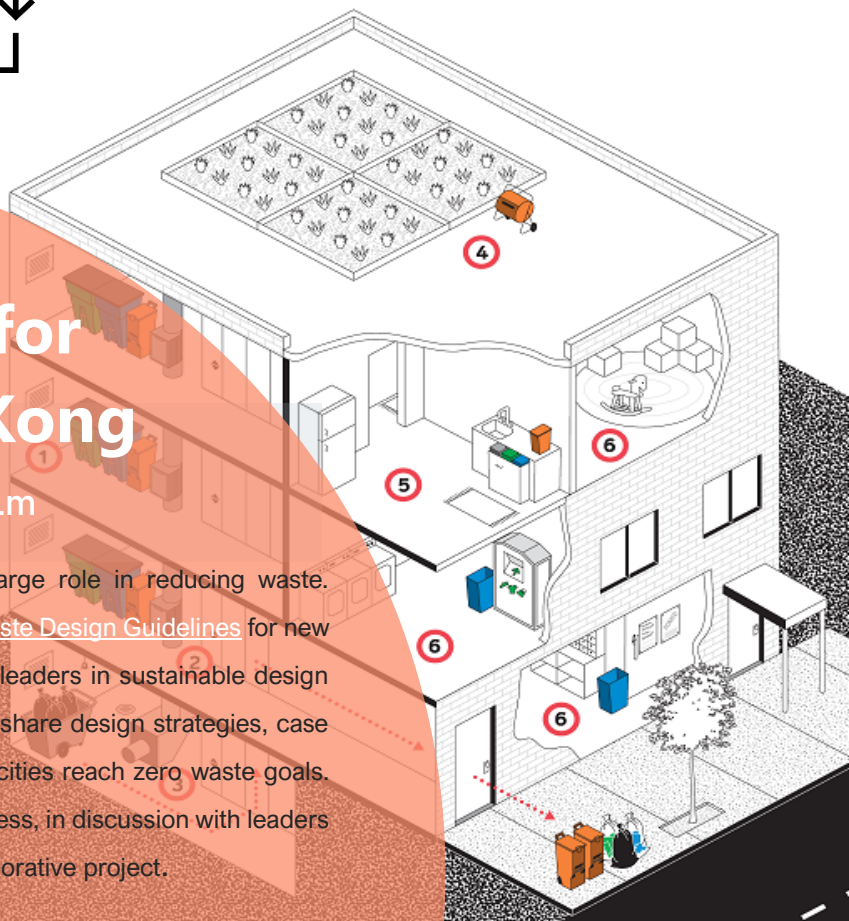 for
Kong
.m
arge role in reducing waste.
ste Design Guidelines for new
leaders in sustainable design
share design strategies, case
cities reach zero waste goals.
ess, in discussion with leaders
orative project.
1
2
3
4
5
6
6
6